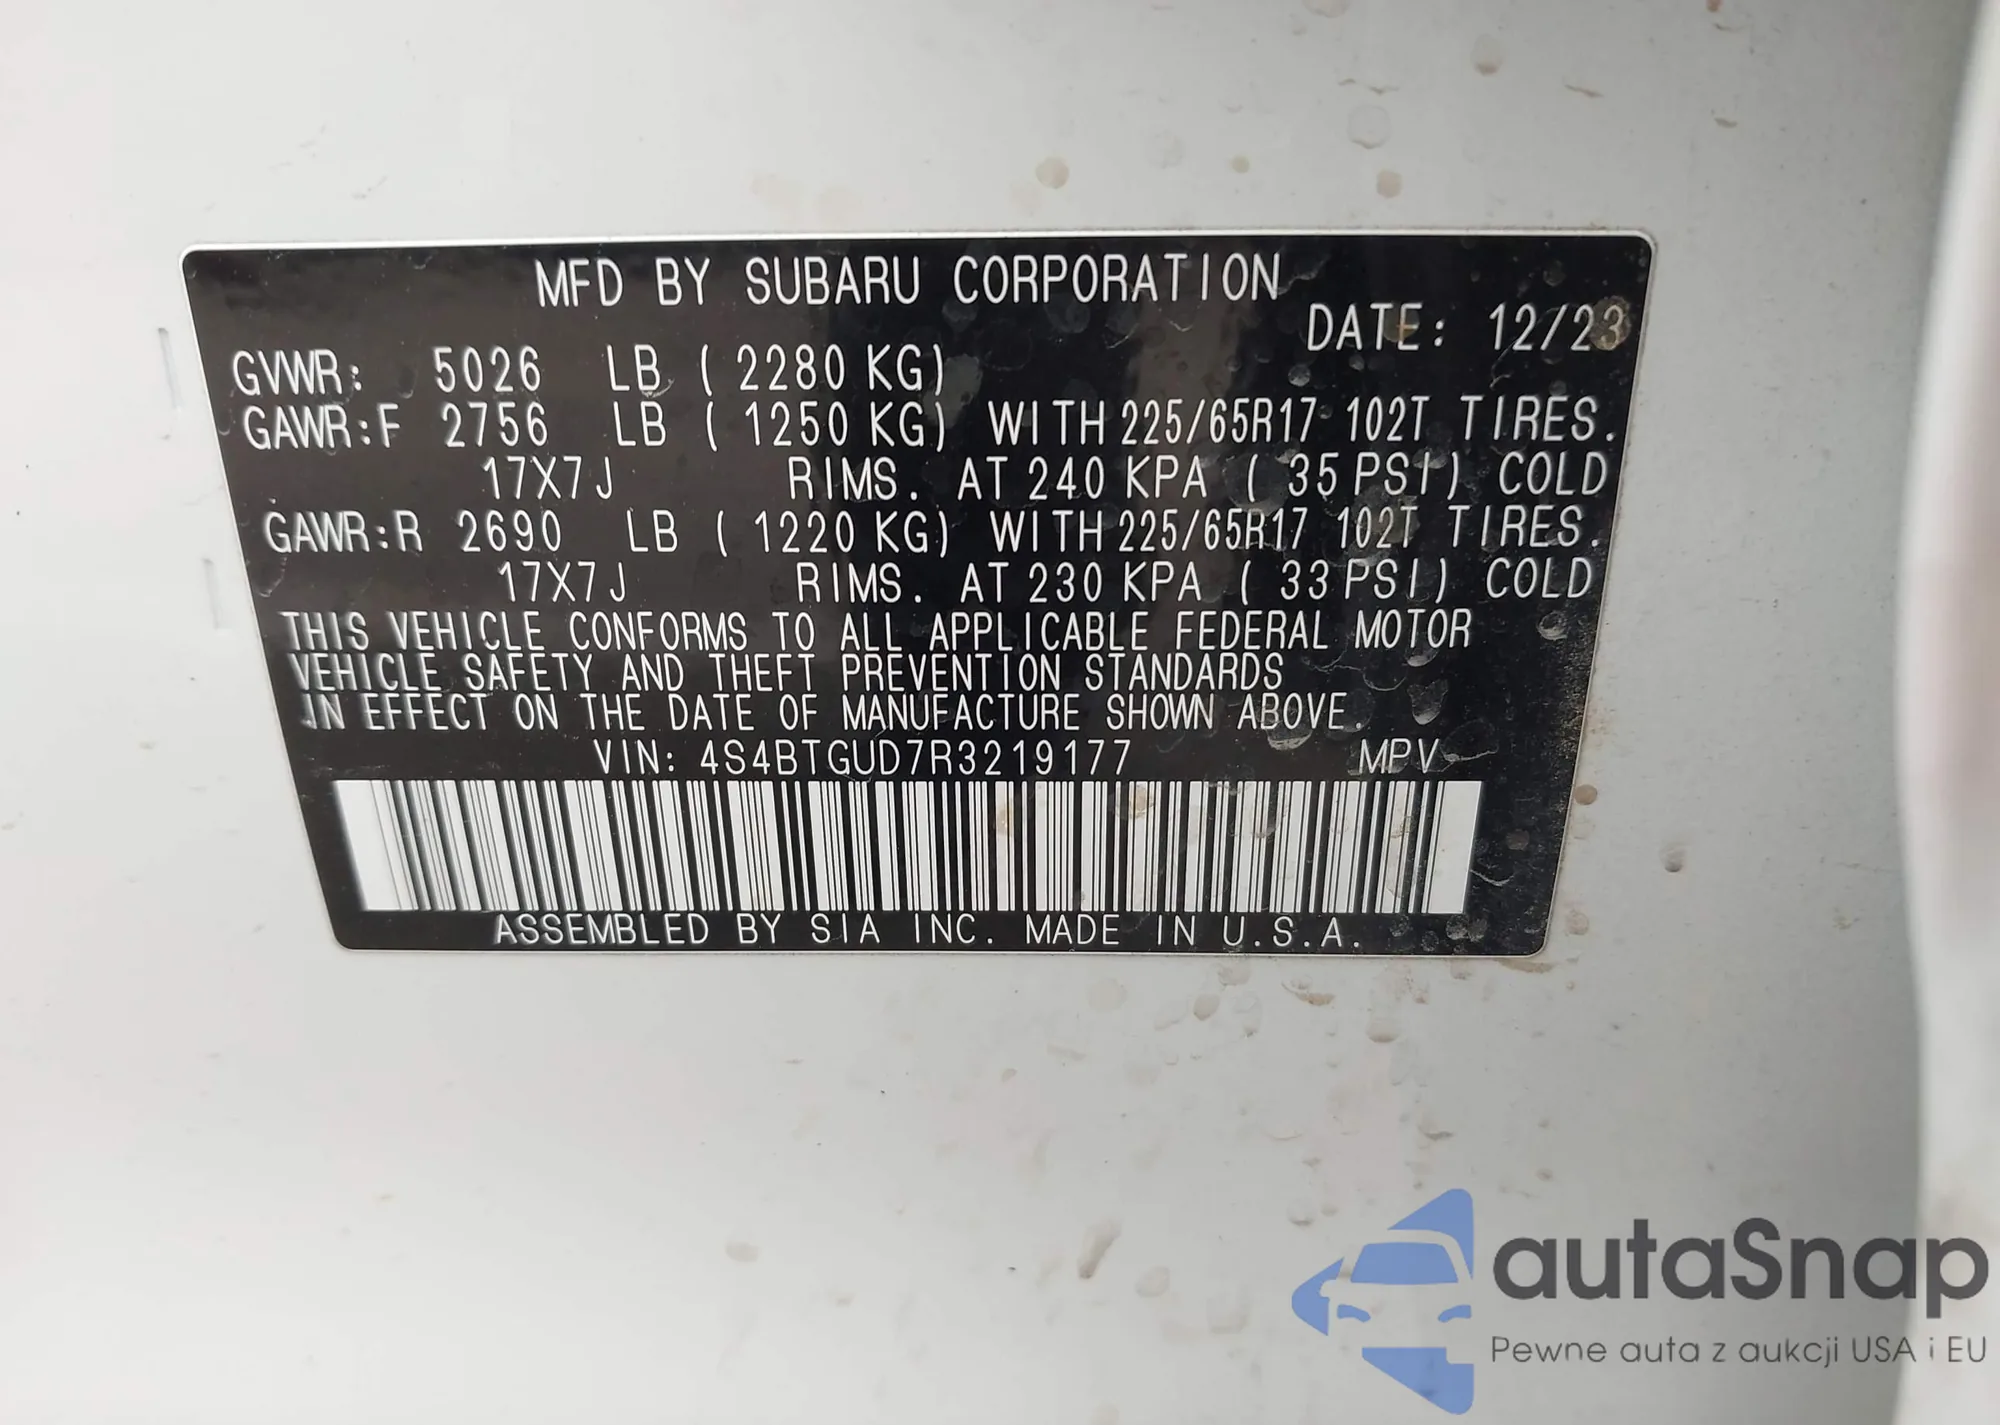 MFD BY SUBARU CORPORATION
DATE: 12/23
GVWR: 5026 LB ( 2280 KG)
GAWR:F 2756 LB ( 1250 KG) WITH 225/65R17 102T TIRES.
17X7J RIMS. AT 240 KPA ( 35 PSI) COLD
GAWR:R 2690 LB ( 1220 KG) WITH 225/65R17 102T TIRES.
17X7J RIMS. AT 230 KPA ( 33 PSI) COLD
THIS VEHICLE CONFORMS TO ALL APPLICABLE FEDERAL MOTOR
VEHICLE SAFETY AND THEFT PREVENTION STANDARDS
IN EFFECT ON THE DATE OF MANUFACTURE SHOWN ABOVE.
VIN: 4S4BTGUD7R3219177 MPV
ASSEMBLED BY SIA INC. MADE IN U.S.A.
autaSnap
Pewne auta z aukcji USA i EU